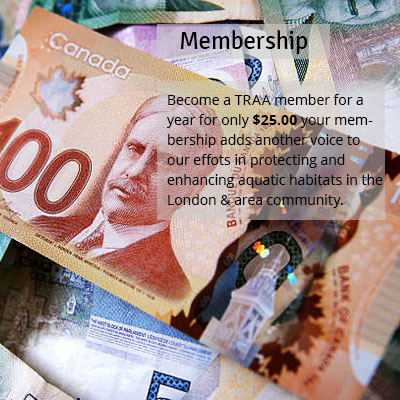 Membership
Canada
Become a TRAA member for a
year for only $25.00 your mem-
bership adds another voice to
our effots in protecting and
enhancing aquatic habitats in the
London & area community.
100
BANK OF CANADA